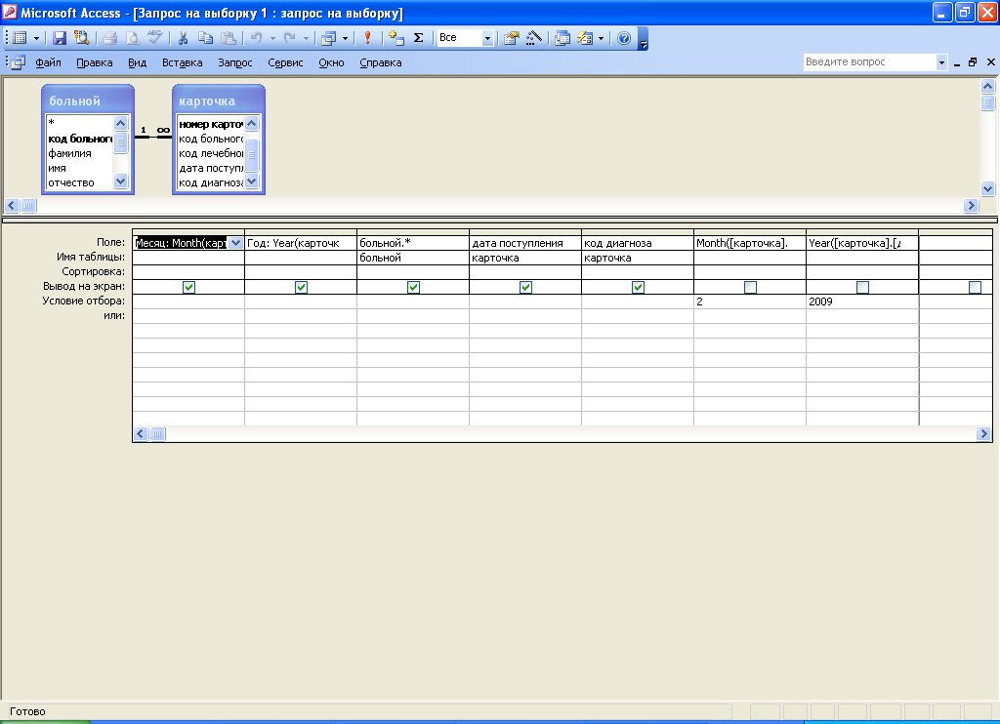 Microsoft Access - [Запрос на выборку 1 : запрос на выборку]
Все
Файл Правка Вид Вставка Запрос Сервис Окно Справка Введите вопрос
больной
*
код больного
фамилия
имя
отчество
1 ∞
карточка
номер карточ
код больного
код лечебно
дата поступл
код диагноза
Поле: Месяц: Month(карт Год: Year(карточк больной.* дата поступления код диагноза Month([карточка]. Year([карточка].[д
Имя таблицы: больной карточка карточка
Сортировка:
Вывод на экран:
Условие отбора: 2 2009
или:
Готово